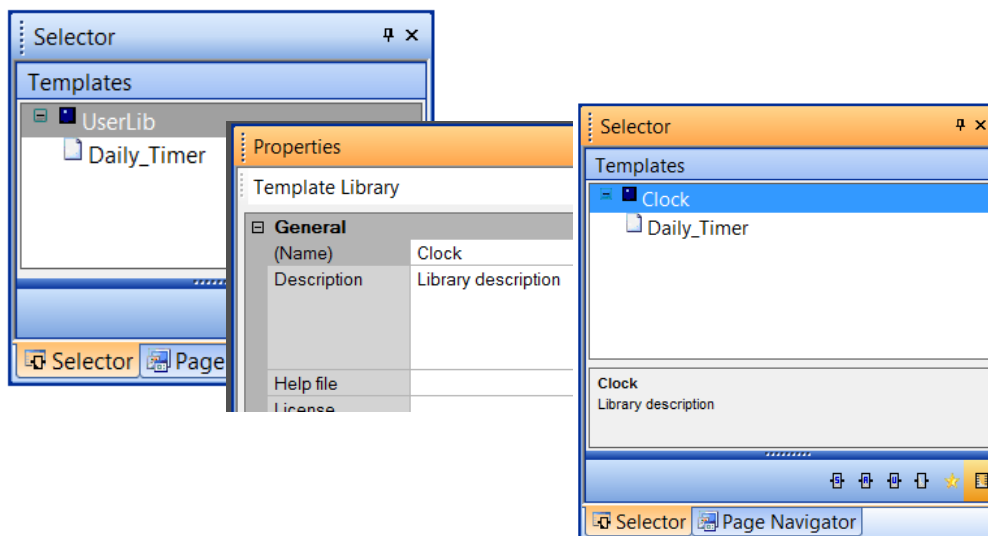 Selector
Templates
UserLib
Daily_Timer
Selector
Page
Properties
Template Library
General
(Name) Clock
Description Library description
Help file
License
Selector
Templates
Clock
Daily_Timer
Clock
Library description
S R U
Selector Page Navigator